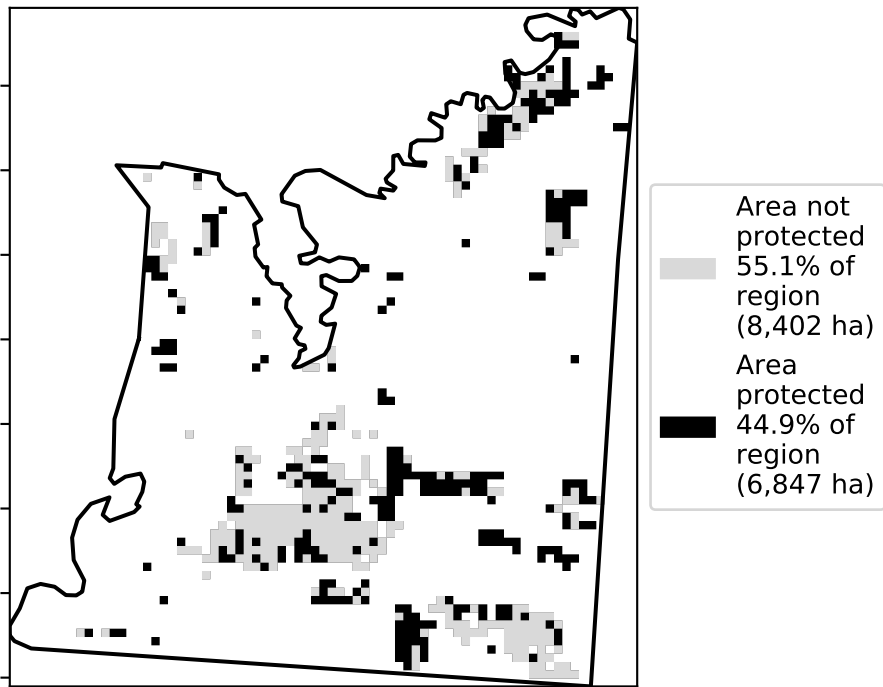 Area not
protected
55.1% of
region
(8,402 ha)
Area
protected
44.9% of
region
(6,847 ha)